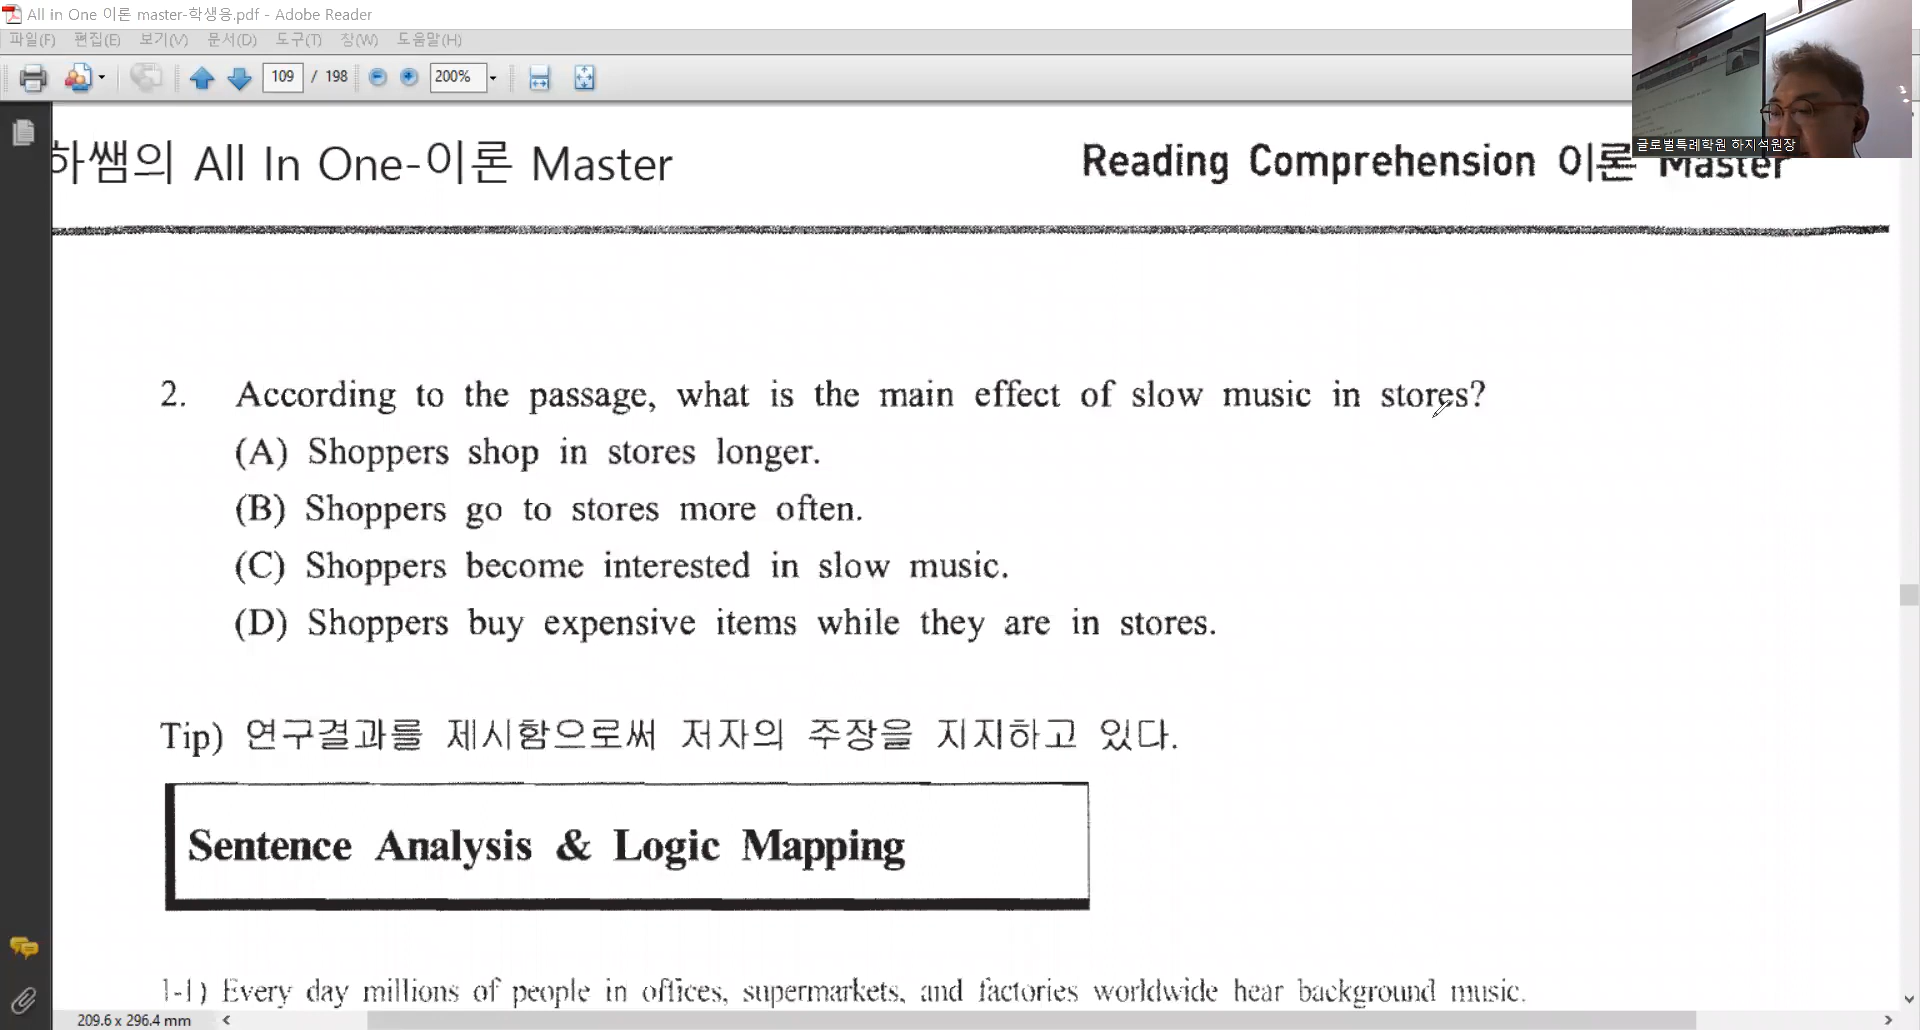 All in One 이론 master-학생용.pdf - Adobe Reader
파일(F) 편집(E) 보기(V) 문서(D) 도구(T) 창(W) 도움말(H)
109 / 198 200%
글로벌특례학원 하지석원장
하쌤의 All In One-이론 Master
Reading Comprehension 이론 Master
2. According to the passage, what is the main effect of slow music in stores?
(A) Shoppers shop in stores longer.
(B) Shoppers go to stores more often.
(C) Shoppers become interested in slow music.
(D) Shoppers buy expensive items while they are in stores.
Tip) 연구결과를 제시함으로써 저자의 주장을 지지하고 있다.
Sentence Analysis & Logic Mapping
1-1) Every day millions of people in offices, supermarkets, and factories worldwide hear background music.
209.6 x 296.4 mm